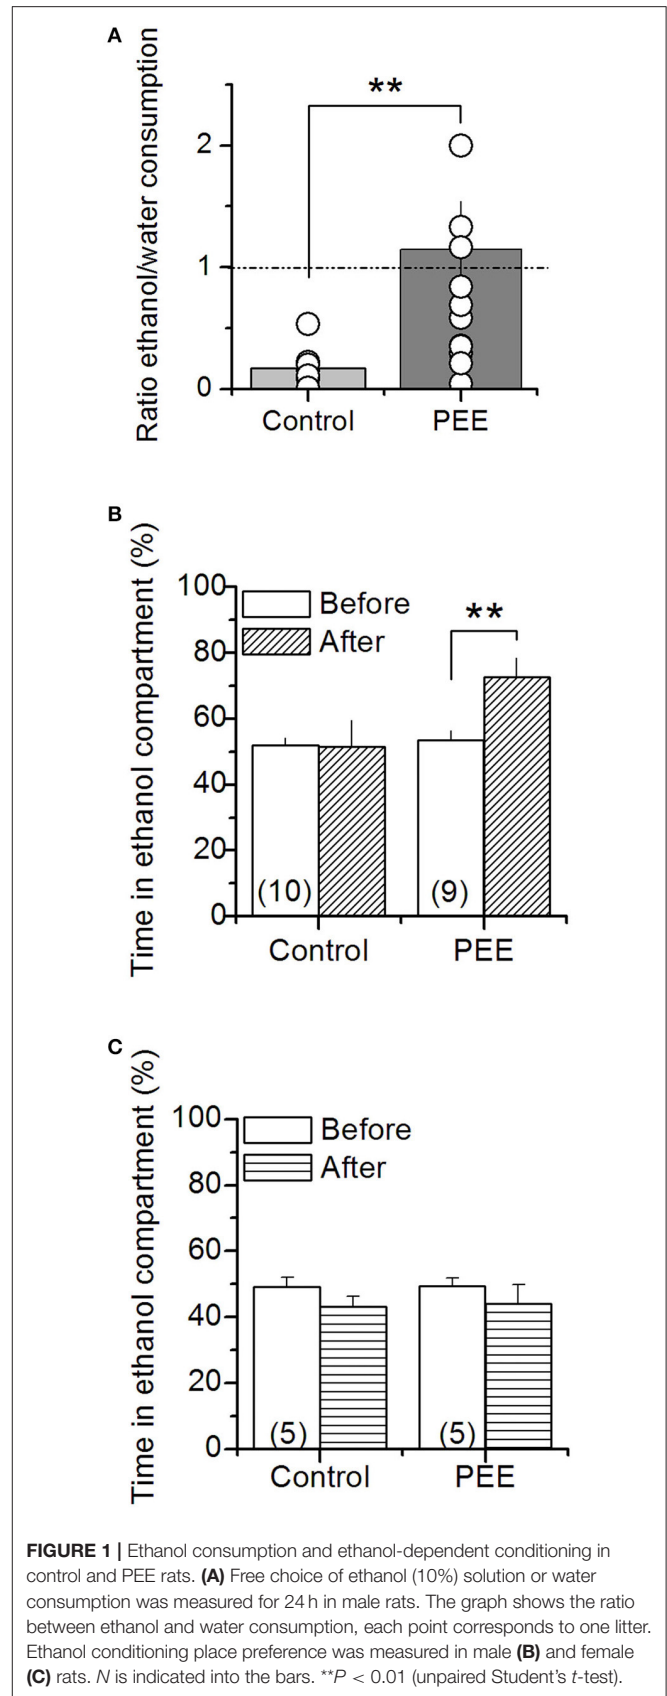 A
Ratio ethanol/water consumption
**
2
1
0
Control PEE
B
Time in ethanol compartment (%)
100
80
60
40
20
0
Before
After
**
(10) (9)
Control PEE
C
Time in ethanol compartment (%)
100
80
60
40
20
0
Before
After
(5) (5)
Control PEE
FIGURE 1 | Ethanol consumption and ethanol-dependent conditioning in
control and PEE rats. (A) Free choice of ethanol (10%) solution or water
consumption was measured for 24 h in male rats. The graph shows the ratio
between ethanol and water consumption, each point corresponds to one litter.
Ethanol conditioning place preference was measured in male (B) and female
(C) rats. N is indicated into the bars. **P < 0.01 (unpaired Student's t-test).